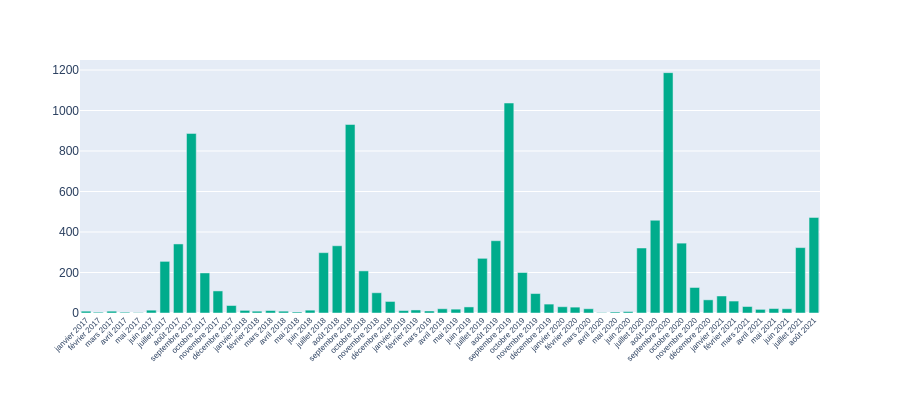 1200
1000
800
600
400
200
0
janvier 2017
février 2017
mars 2017
avril 2017
mai 2017
juin 2017
juillet 2017
août 2017
septembre 2017
octobre 2017
novembre 2017
décembre 2017
janvier 2018
février 2018
mars 2018
avril 2018
mai 2018
juin 2018
juillet 2018
août 2018
septembre 2018
octobre 2018
novembre 2018
décembre 2018
janvier 2019
février 2019
mars 2019
avril 2019
mai 2019
juin 2019
juillet 2019
août 2019
septembre 2019
octobre 2019
novembre 2019
décembre 2019
janvier 2020
février 2020
mars 2020
avril 2020
mai 2020
juin 2020
juillet 2020
août 2020
septembre 2020
octobre 2020
novembre 2020
décembre 2020
janvier 2021
février 2021
mars 2021
avril 2021
mai 2021
juin 2021
juillet 2021
août 2021